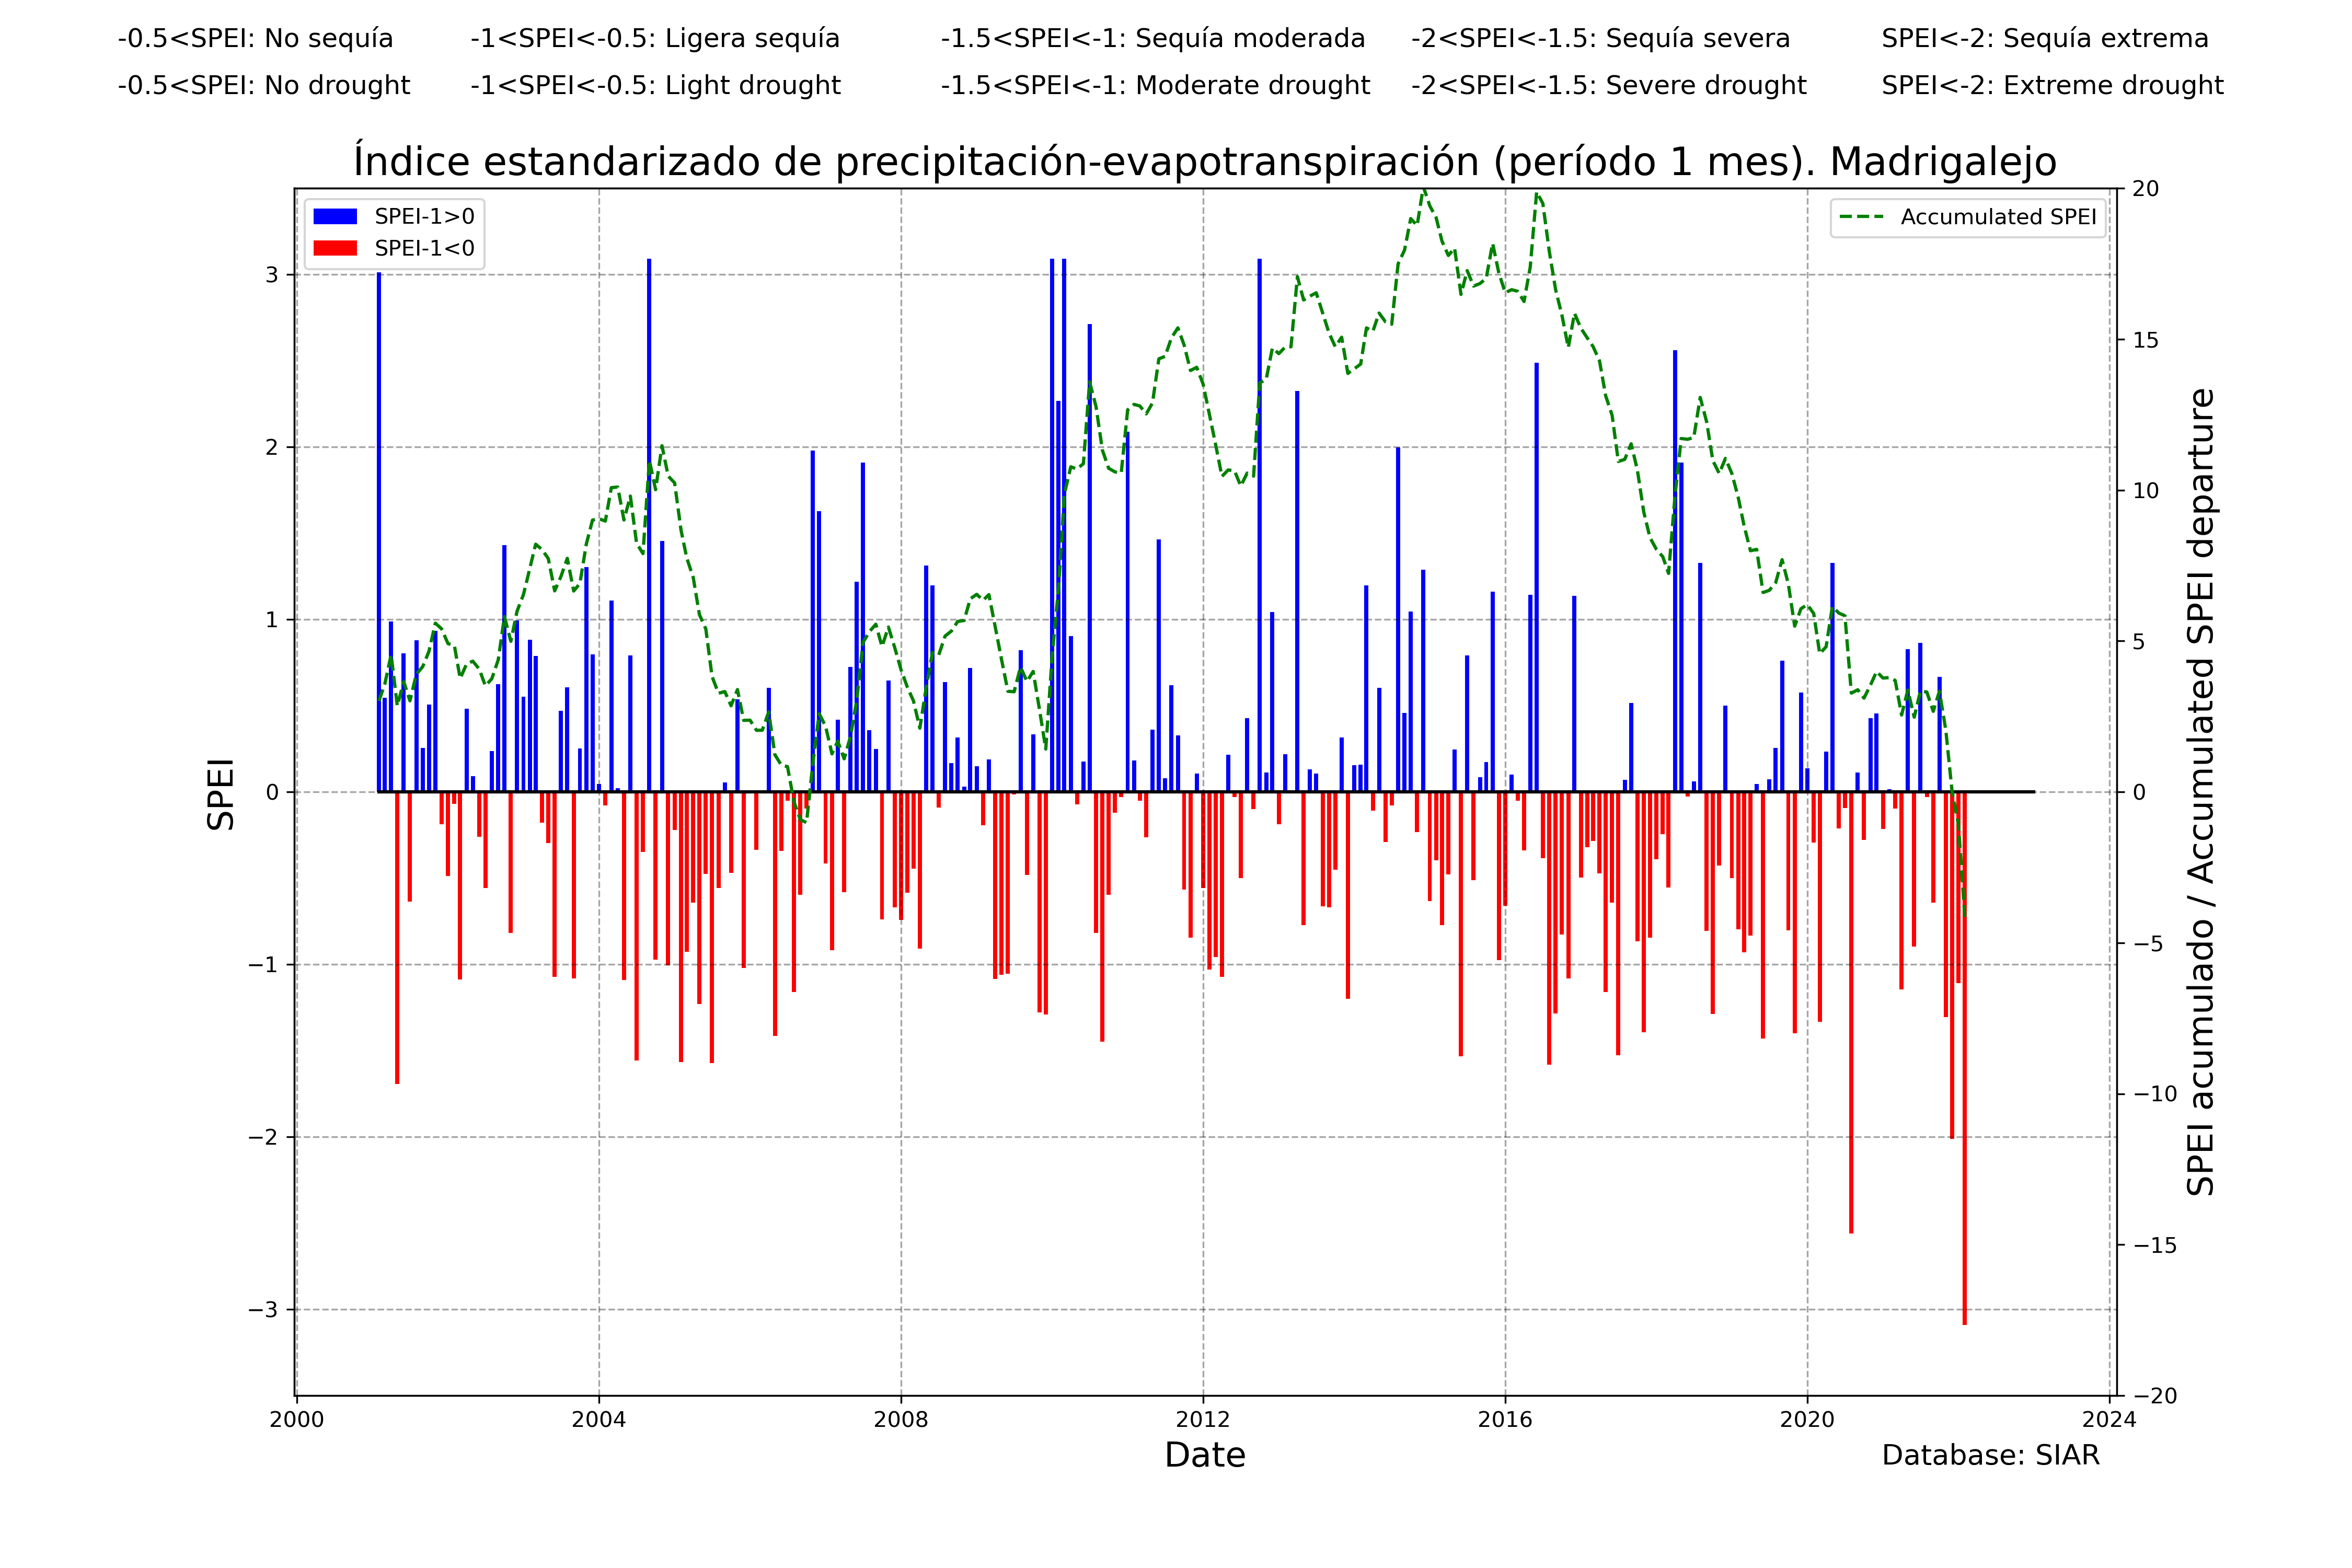 -0.5<SPEI: No sequía -1<SPEI<-0.5: Ligera sequía -1.5<SPEI<-1: Sequía moderada -2<SPEI<-1.5: Sequía severa SPEI<-2: Sequía extrema
-0.5<SPEI: No drought -1<SPEI<-0.5: Light drought -1.5<SPEI<-1: Moderate drought -2<SPEI<-1.5: Severe drought SPEI<-2: Extreme drought
Índice estandarizado de precipitación-evapotranspiración (período 1 mes). Madrigalejo
SPEI-1>0
SPEI-1<0
Accumulated SPEI
SPEI
3
2
1
0
−1
−2
−3
20
15
10
5
0
−5
−10
−15
−20
SPEI acumulado / Accumulated SPEI departure
2000 2004 2008 2012 2016 2020 2024
Date
Database: SIAR